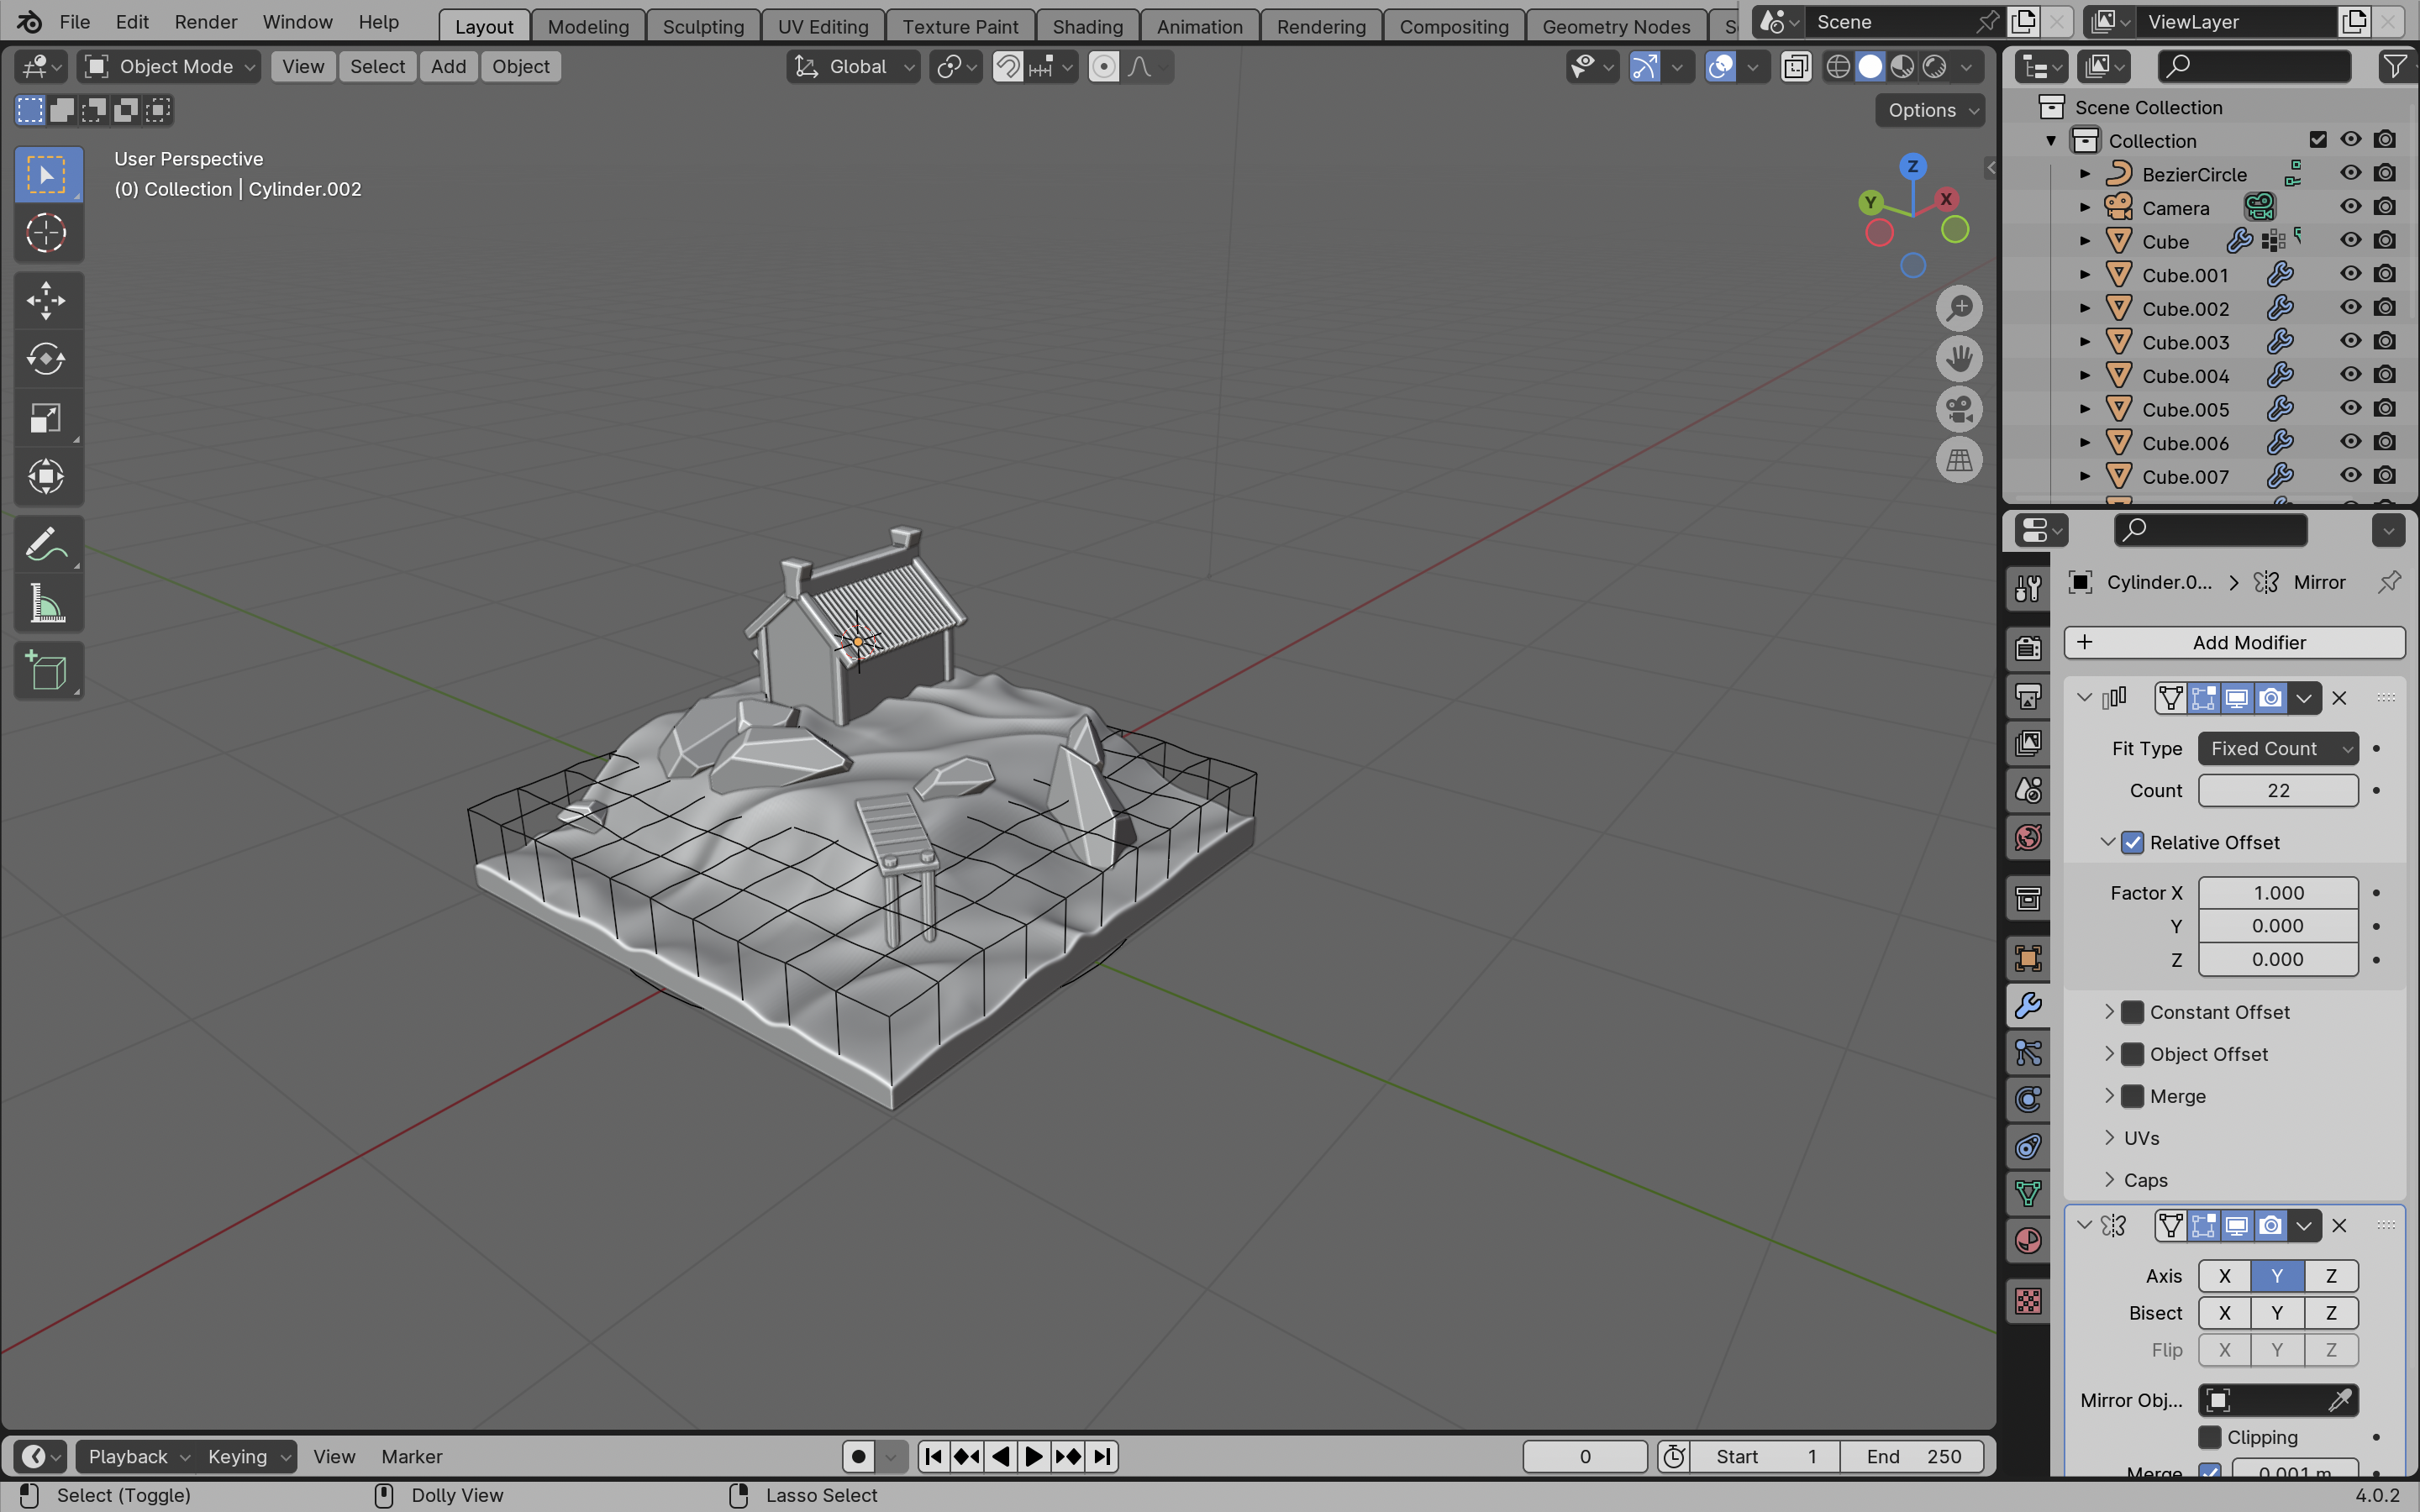 File Edit Render Window Help Layout Modeling Sculpting UV Editing Texture Paint Shading Animation Rendering Compositing Geometry Nodes Scene ViewLayer
Object Mode View Select Add Object Global
Options
User Perspective
(0) Collection | Cylinder.002
Z
Y X
Scene Collection
Collection
BezierCircle
Camera
Cube
Cube.001
Cube.002
Cube.003
Cube.004
Cube.005
Cube.006
Cube.007
Cylinder.0... Mirror
Add Modifier
Fit Type Fixed Count
Count 22
Relative Offset
Factor X 1.000
Y 0.000
Z 0.000
Constant Offset
Object Offset
Merge
UVs
Caps
Axis X Y Z
Bisect X Y Z
Flip X Y Z
Mirror Obj...
Clipping
Merge 0.001 m
Playback Keying View Marker 0 Start 1 End 250
Select (Toggle) Dolly View Lasso Select 4.0.2